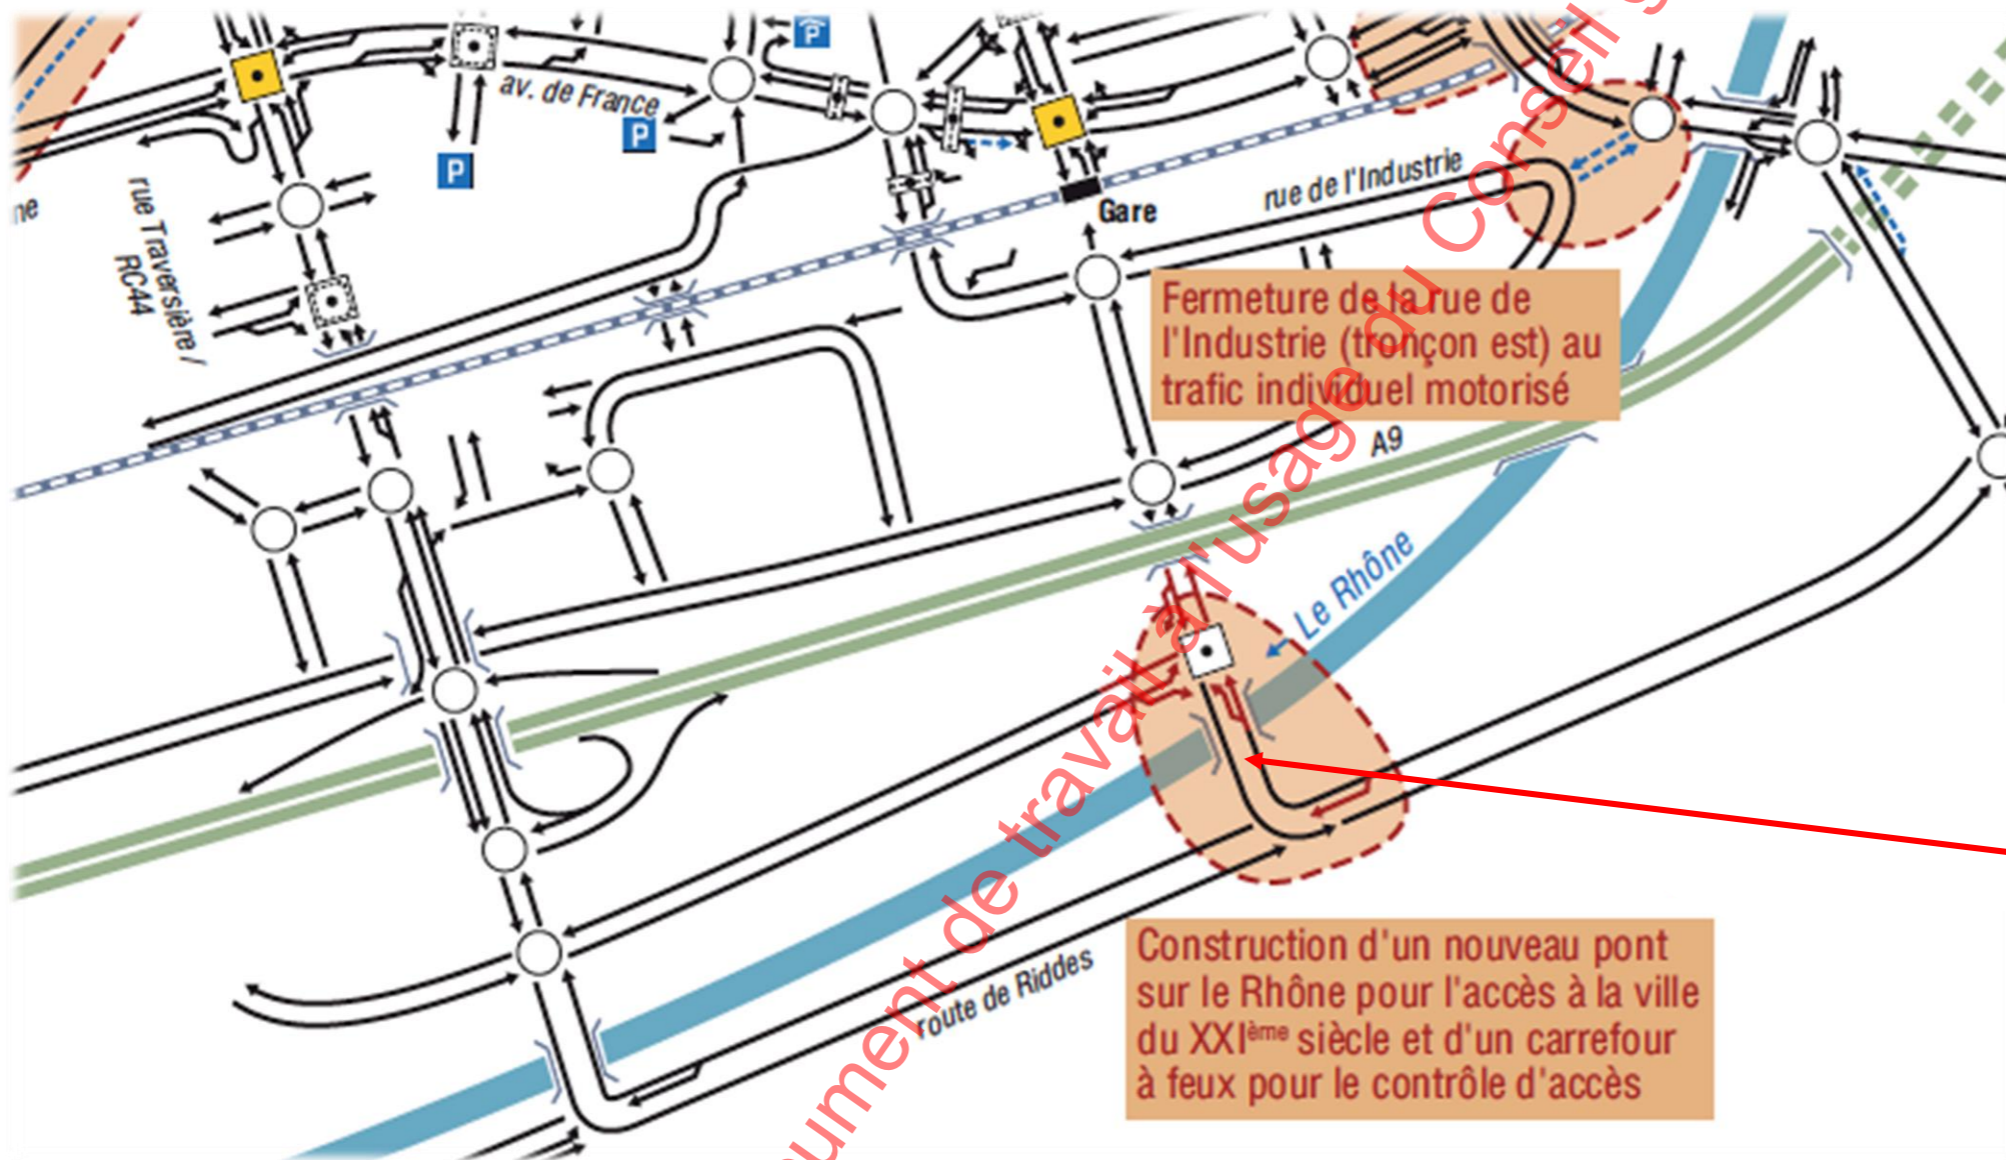 P
av. de France
P
P
ne
rue Traversière /
RC44
Gare
rue de l'Industrie
Fermeture de la rue de
l'Industrie (tronçon est) au
trafic individuel motorisé
A9
Le Rhône
route de Riddes
Construction d'un nouveau pont
sur le Rhône pour l'accès à la ville
du XXIème siècle et d'un carrefour
à feux pour le contrôle d'accès
ument de travail à l'usage du Conseil g